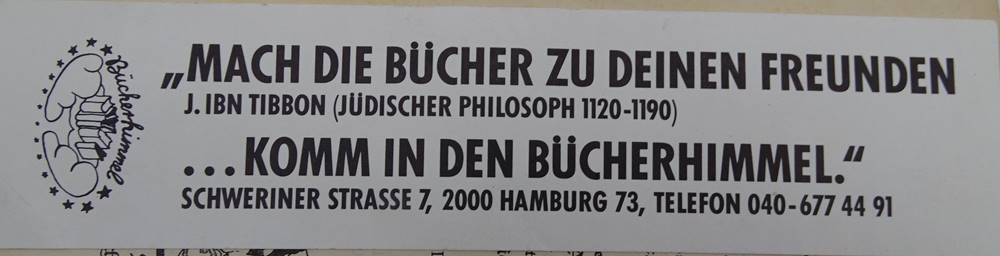 Bücherhimmel
„MACH DIE BÜCHER ZU DEINEN FREUNDEN
J. IBN TIBBON (JÜDISCHER PHILOSOPH 1120-1190)
...KOMM IN DEN BÜCHERHIMMEL.“
SCHWERINER STRASSE 7, 2000 HAMBURG 73, TELEFON 040-677 44 91